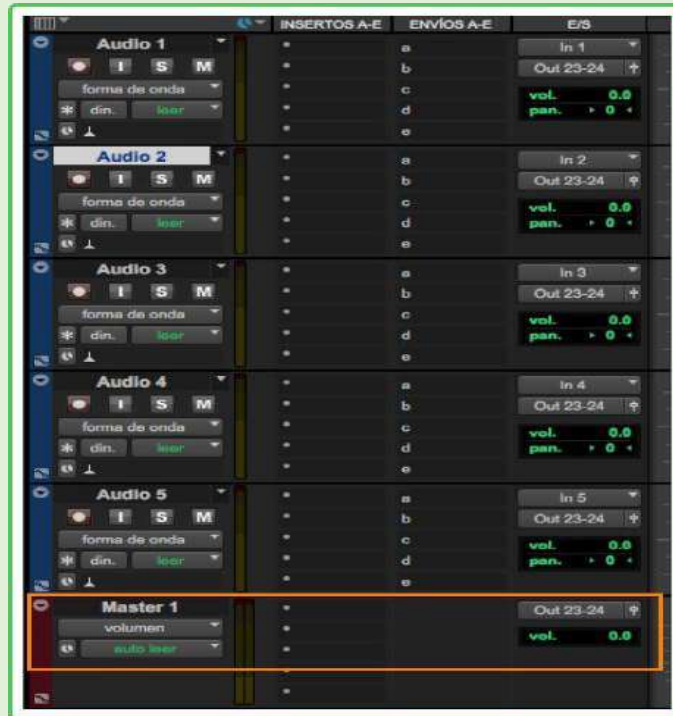 INSERTOS A-E ENVÍOS A-E E/S
Audio 1
a In 1
I S M b Out 23-24
forma de onda c vol. 0.0
din. leer d pan. 0
e
Audio 2
a In 2
I S M b Out 23-24
forma de onda c vol. 0.0
din. leer d pan. 0
e
Audio 3
a In 3
I S M b Out 23-24
forma de onda c vol. 0.0
din. leer d pan. 0
e
Audio 4
a In 4
I S M b Out 23-24
forma de onda c vol. 0.0
din. leer d pan. 0
e
Audio 5
a In 5
I S M b Out 23-24
forma de onda c vol. 0.0
din. leer d pan. 0
e
Master 1 Out 23-24
volumen vol. 0.0
auto leer